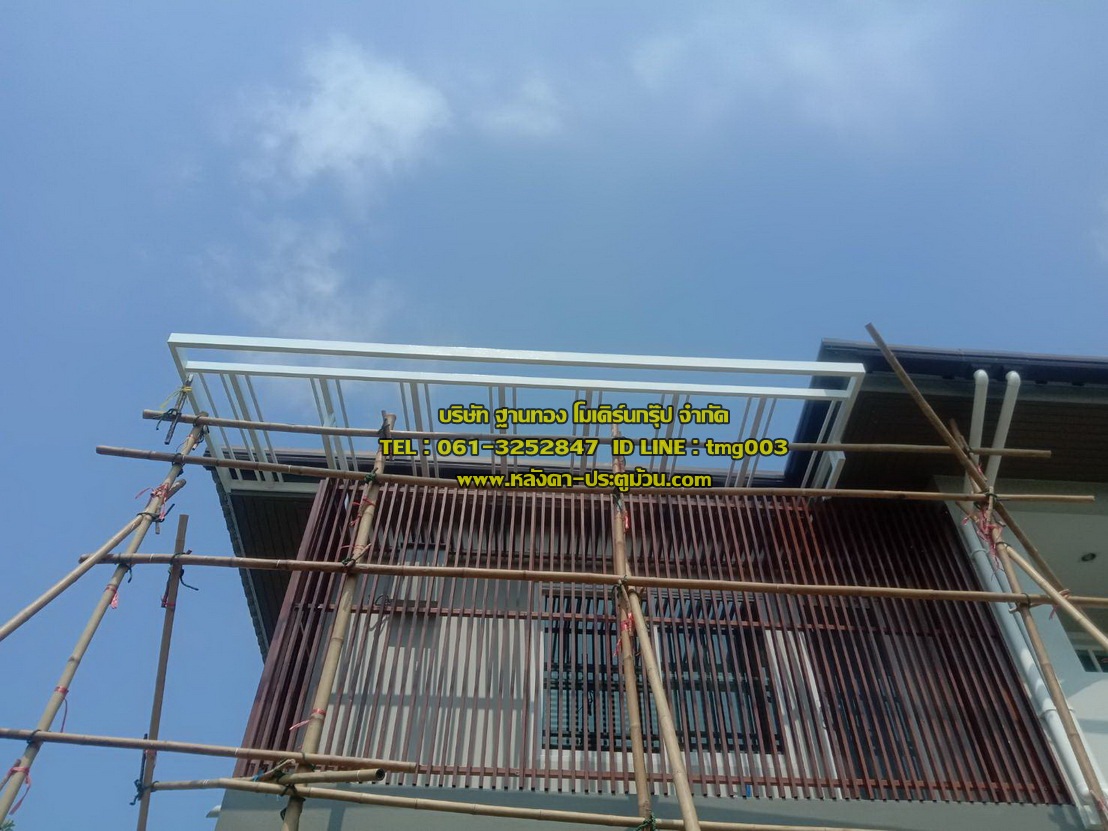 บริษัท ฐานทอง โมเดิร์นกรุ๊ป จำกัด
TEL : 061-3252847 ID LINE : tmg003
www.หลังคา-ประตูม้วน.com